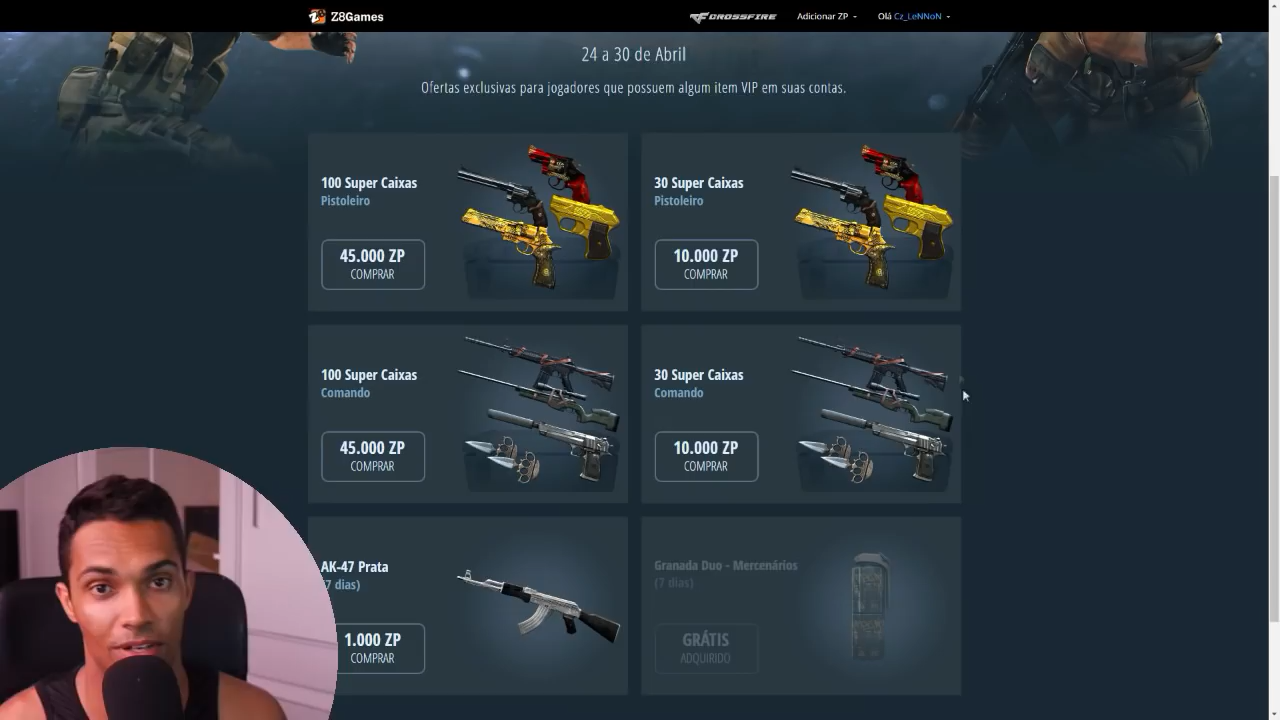 Z8Games
CROSSFIRE
Adicionar ZP
Olá Cz_LeNNoN
24 a 30 de Abril
Ofertas exclusivas para jogadores que possuem algum item VIP em suas contas.
100 Super Caixas
Pistoleiro
45.000 ZP
COMPRAR
30 Super Caixas
Pistoleiro
10.000 ZP
COMPRAR
100 Super Caixas
Comando
45.000 ZP
COMPRAR
30 Super Caixas
Comando
10.000 ZP
COMPRAR
AK-47 Prata
7 dias)
1.000 ZP
COMPRAR
Granada Duo - Mercenários
(7 dias)
GRÁTIS
ADQUIRIDO